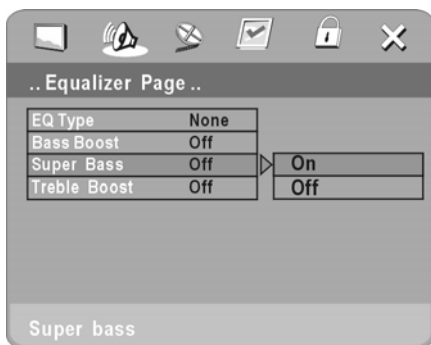 .. Equalizer Page ..
EQ Type None
Bass Boost Off
Super Bass Off On
Treble Boost Off Off
Super bass